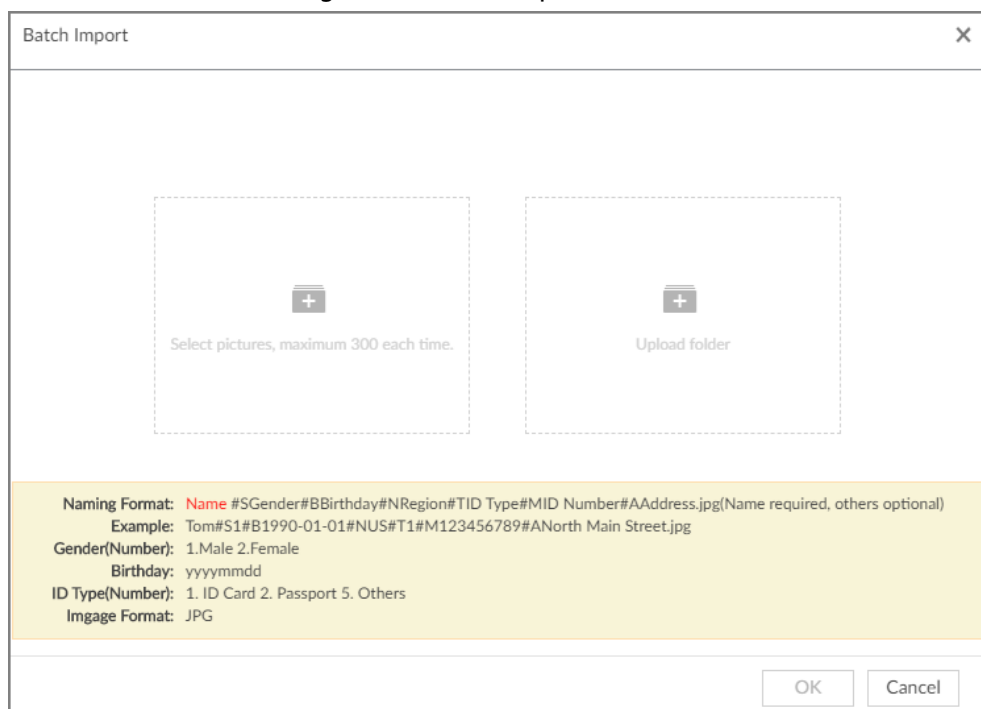 Batch Import
Select pictures, maximum 300 each time.
Upload folder
Naming Format: Name #SGender#BBirthday#NRegion#TID Type#MID Number#AAddress.jpg(Name required, others optional)
Example: Tom#S1#B1990-01-01#NUS#T1#M123456789#ANorth Main Street.jpg
Gender(Number): 1.Male 2.Female
Birthday: yyyymmdd
ID Type(Number): 1. ID Card 2. Passport 5. Others
Imgage Format: JPG
OK Cancel